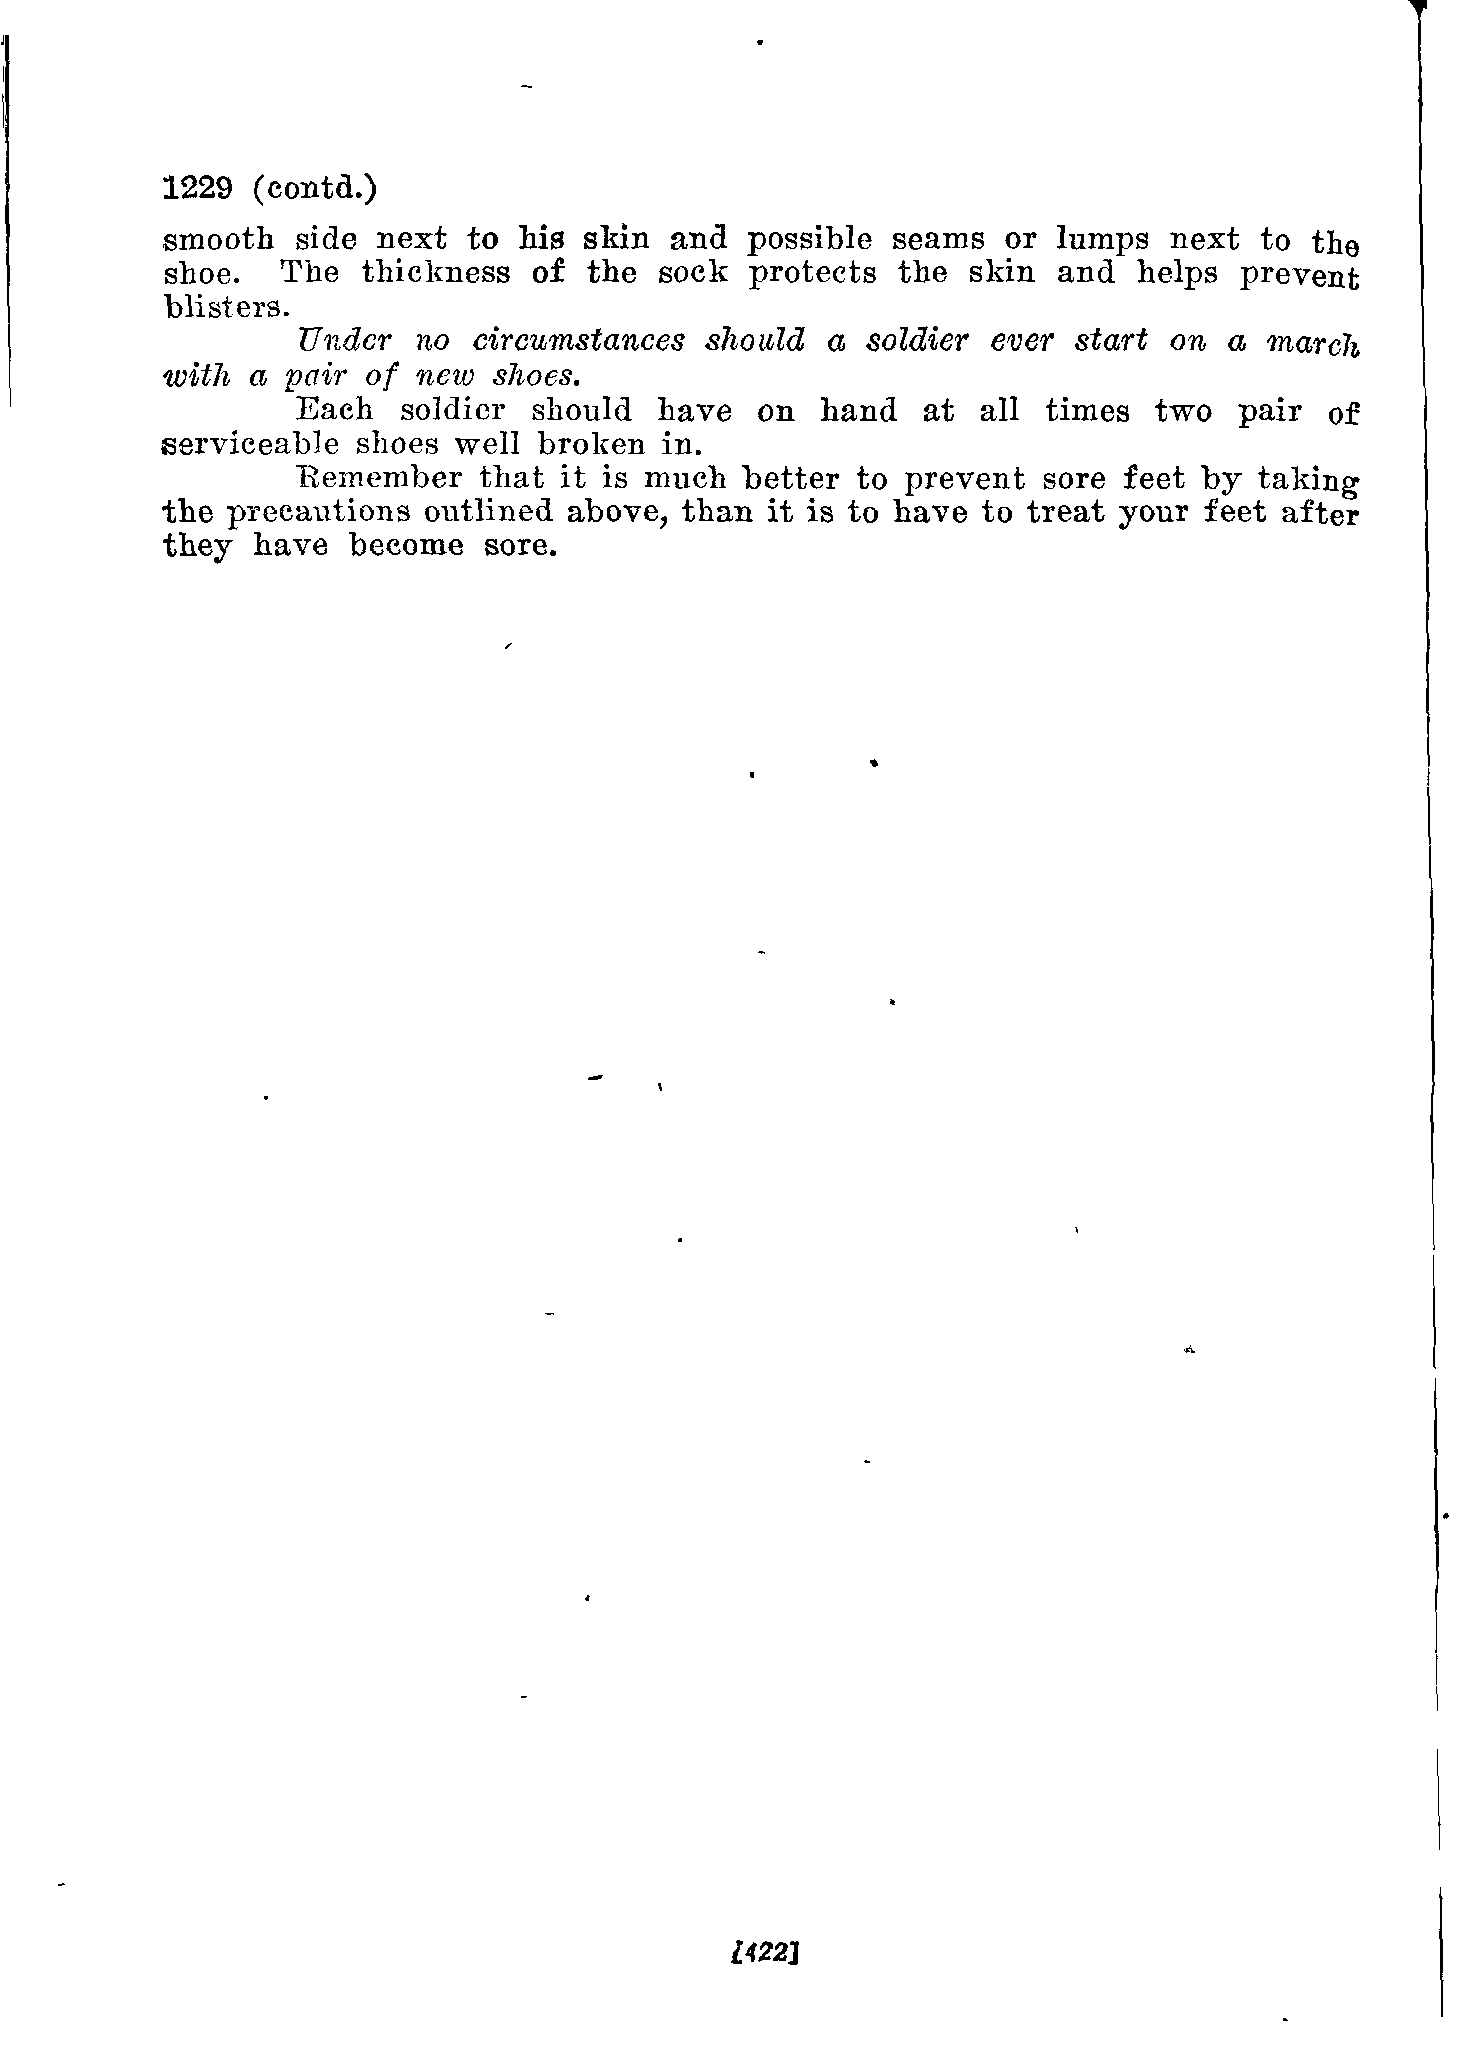 1229 (contd.)
smooth side next to his skin and possible seams or lumps next to the
shoe. The thickness of the sock protects the skin and helps prevent
blisters.
Under no circumstances should a soldier ever start on a march
with a pair of new shoes.
Each soldier should have on hand at all times two pair of
serviceable shoes well broken in.
Remember that it is much better to prevent sore feet by taking
the precautions outlined above, than it is to have to treat your feet after
they have become sore.
[422]